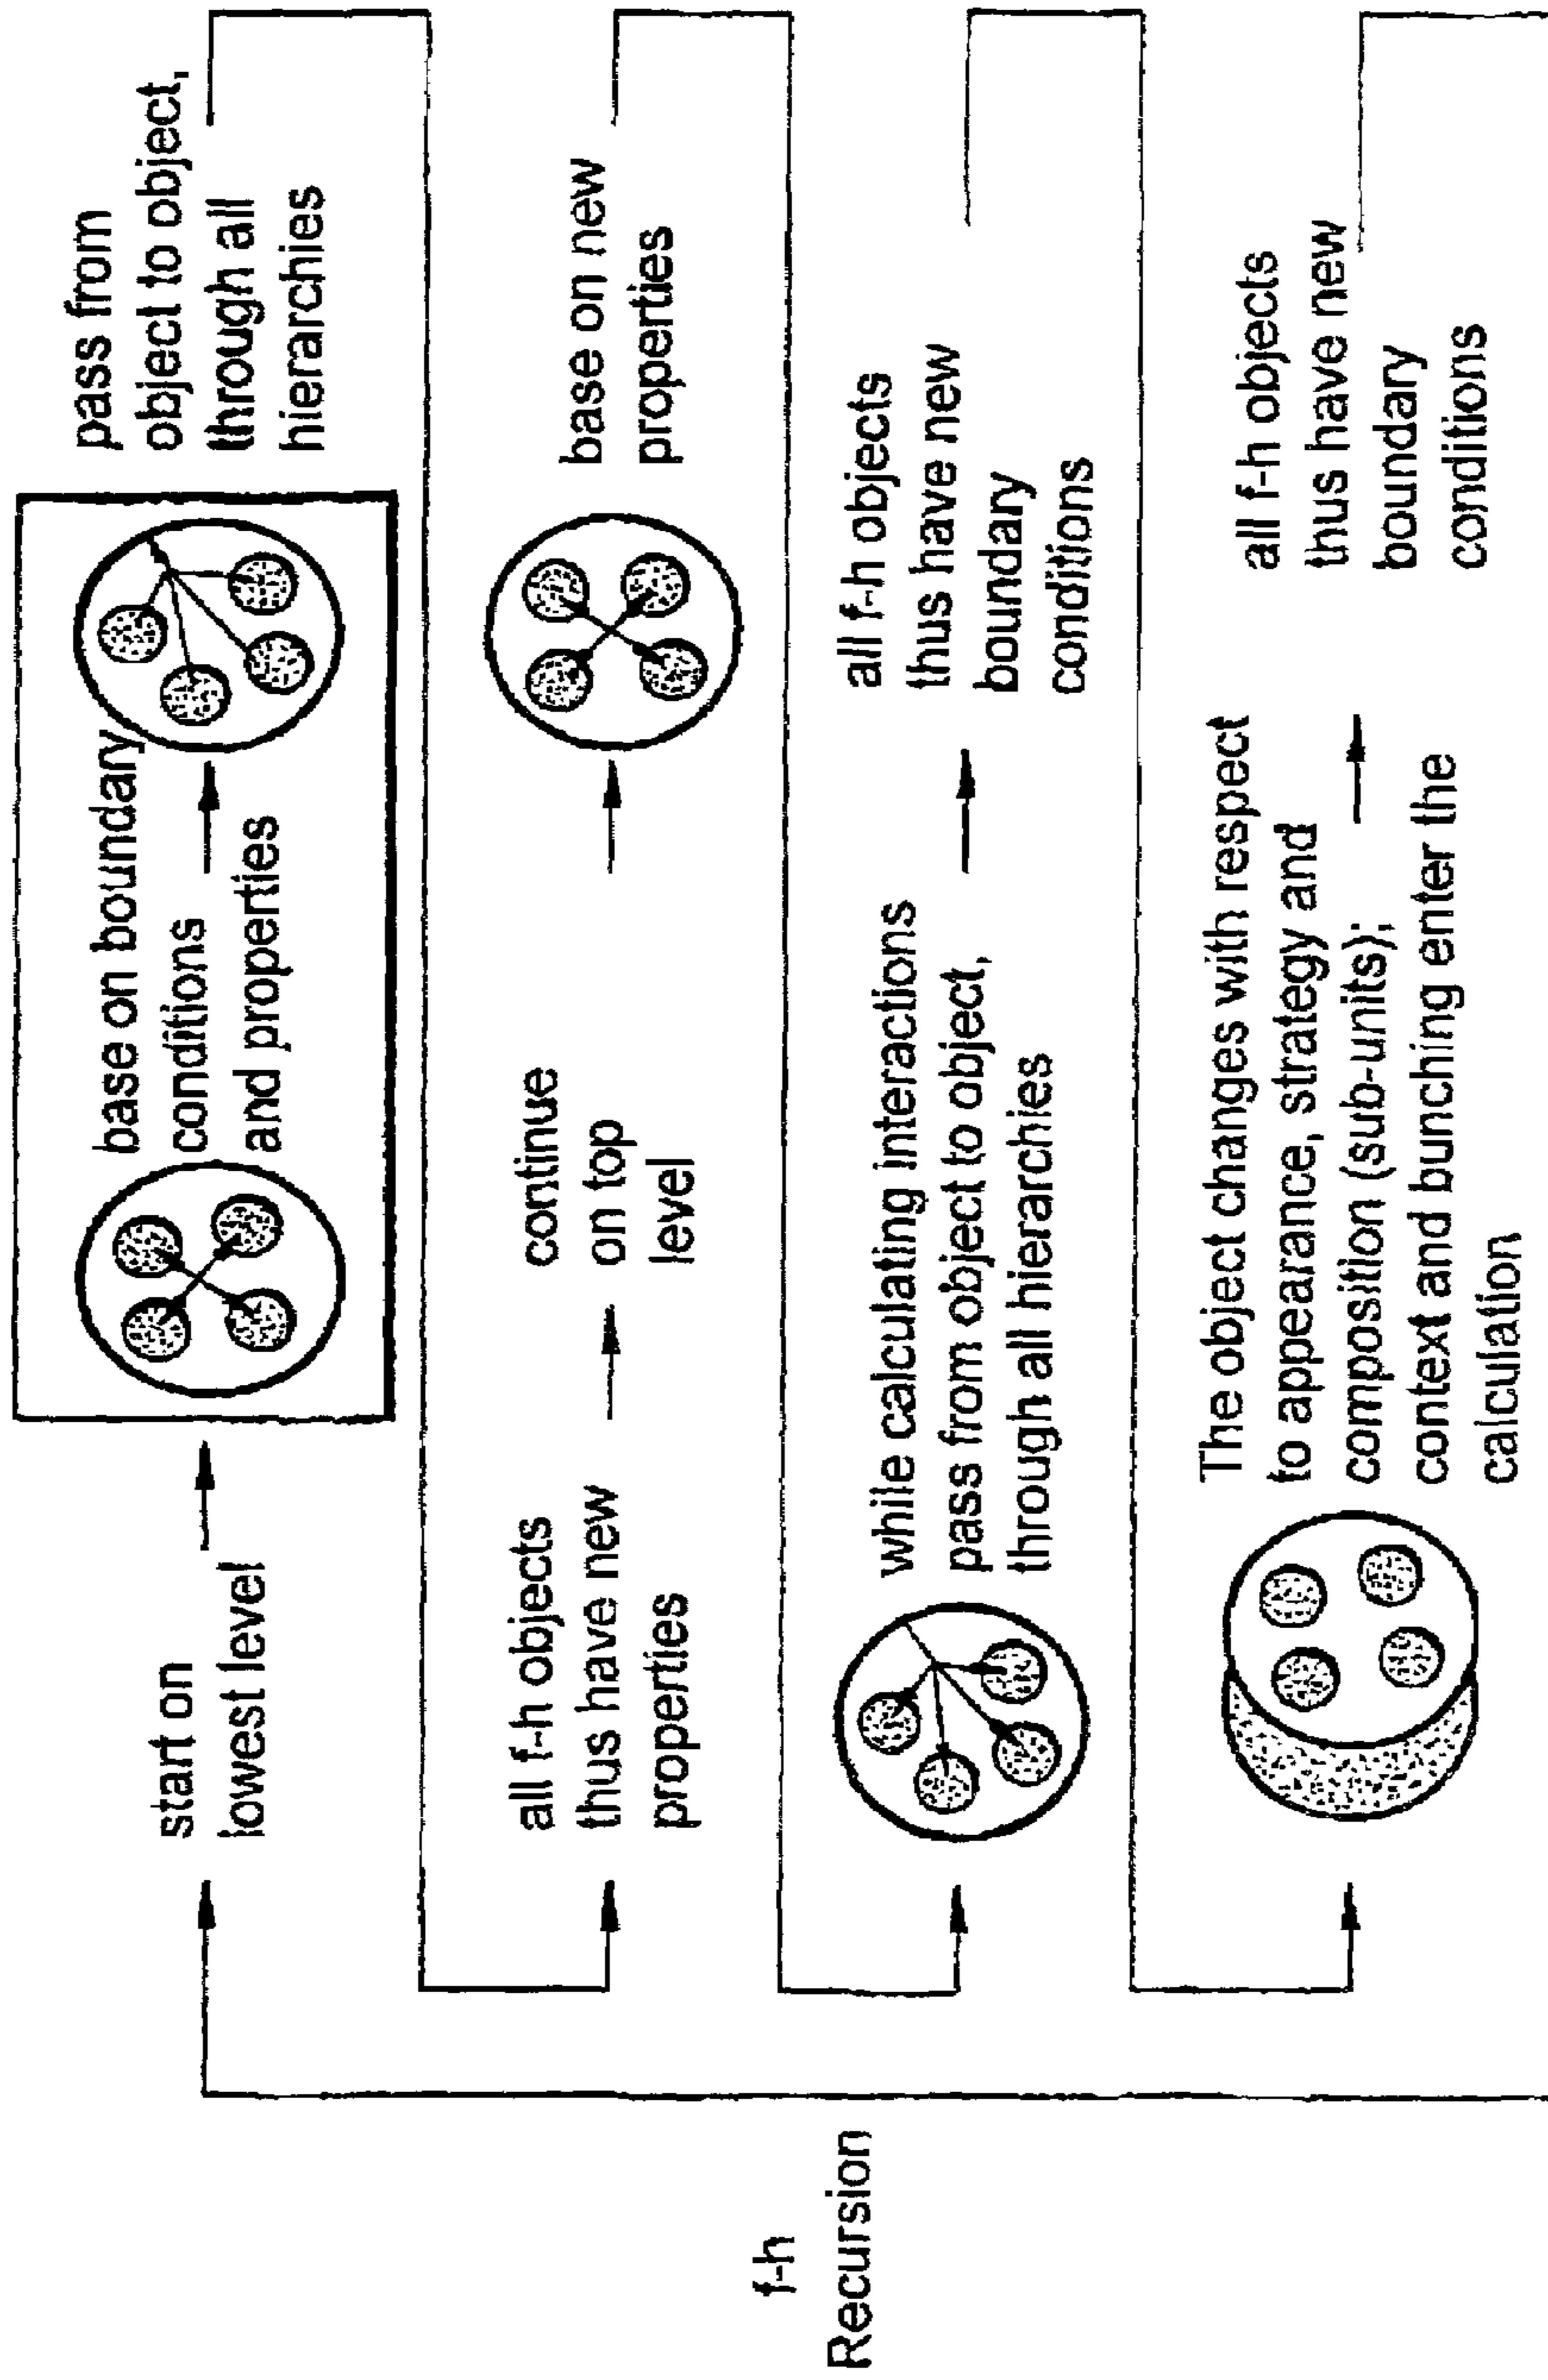 f-h
Recursion
start on
lowest level
base on boundary
conditions
and properties
pass from
object to object,
through all
hierarchies
all f-h objects
thus have new
properties
continue
on top
level
base on new
properties
while calculating interactions
pass from object to object,
through all hierarchies
all f-h objects
thus have new
boundary
conditions
The object changes with respect
to appearance, strategy and
composition (sub-units);
context and bunching enter the
calculation
all f-h objects
thus have new
boundary
conditions